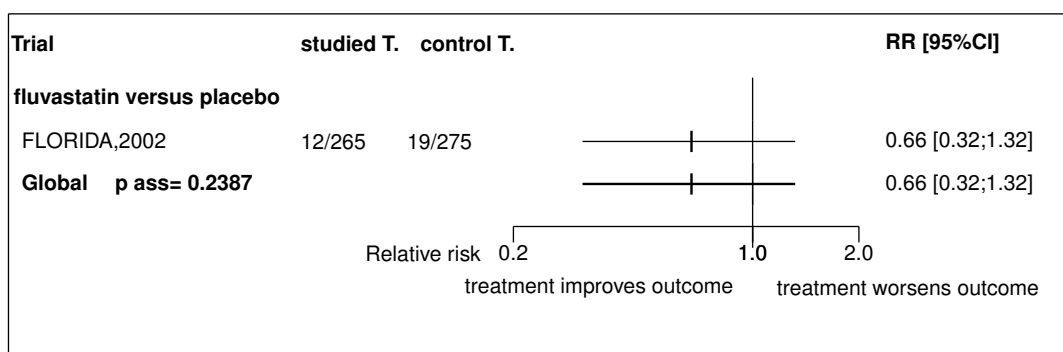 Trial studied T. control T. RR [95%CI]
fluvastatin versus placebo
FLORIDA,2002 12/265 19/275 0.66 [0.32;1.32]
Global p ass= 0.2387 0.66 [0.32;1.32]
Relative risk 0.2 1.0 2.0
treatment improves outcome treatment worsens outcome